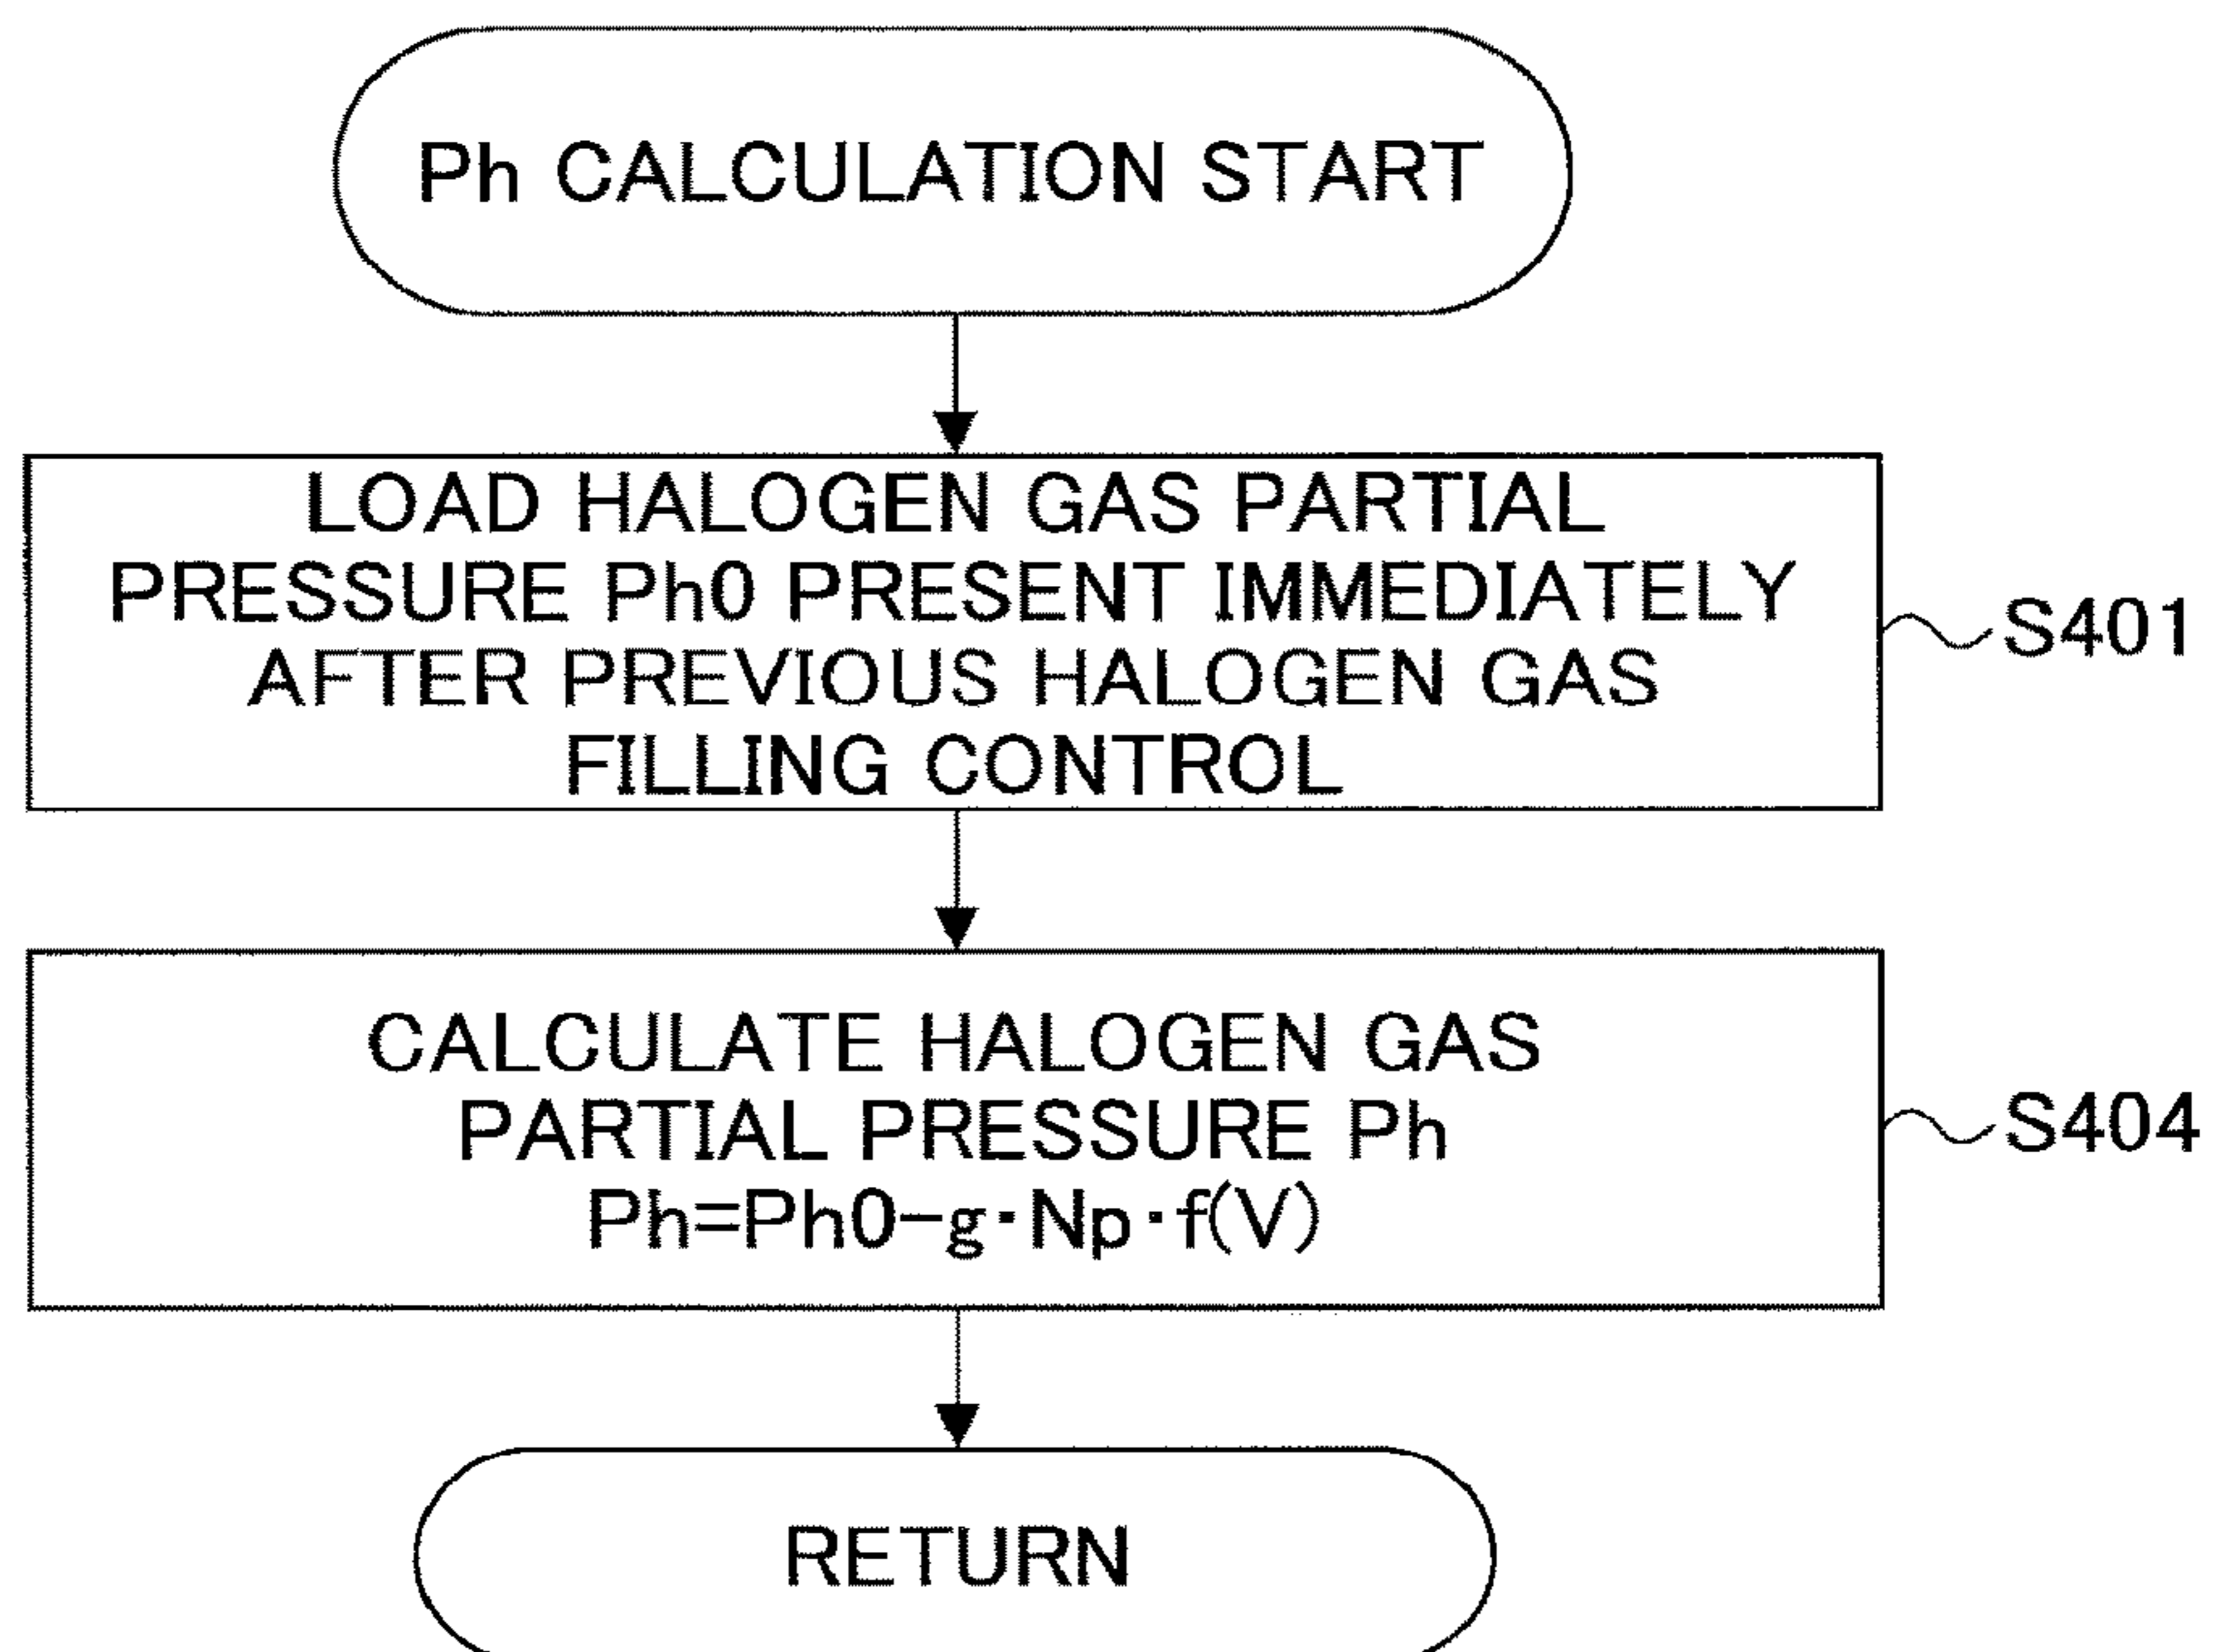 Ph CALCULATION START
LOAD HALOGEN GAS PARTIAL
PRESSURE Ph0 PRESENT IMMEDIATELY
AFTER PREVIOUS HALOGEN GAS
FILLING CONTROL
S401
CALCULATE HALOGEN GAS
PARTIAL PRESSURE Ph
Ph=Ph0-g·Np·f(V)
S404
RETURN